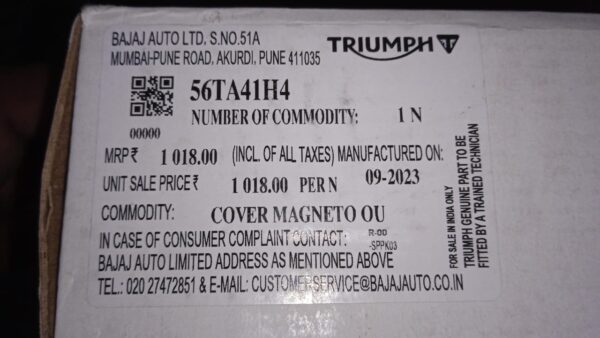 BAJAJ AUTO LTD. S.NO.51A
MUMBAI-PUNE ROAD, AKURDI, PUNE 411035
TRIUMPH
56TA41H4
NUMBER OF COMMODITY: 1 N
00000
MRP ₹ 1 018.00 (INCL. OF ALL TAXES) MANUFACTURED ON:
UNIT SALE PRICE ₹ 1 018.00 PER N 09-2023
COMMODITY: COVER MAGNETO OU
IN CASE OF CONSUMER COMPLAINT CONTACT: R-00
-SPPK03
BAJAJ AUTO LIMITED ADDRESS AS MENTIONED ABOVE
TEL.: 020 27472851 & E-MAIL: CUSTOMERSERVICE@BAJAJAUTO.CO.IN
FOR SALE IN INDIA ONLY
TRIUMPH GENUINE PART TO BE
FITTED BY A TRAINED TECHNICIAN